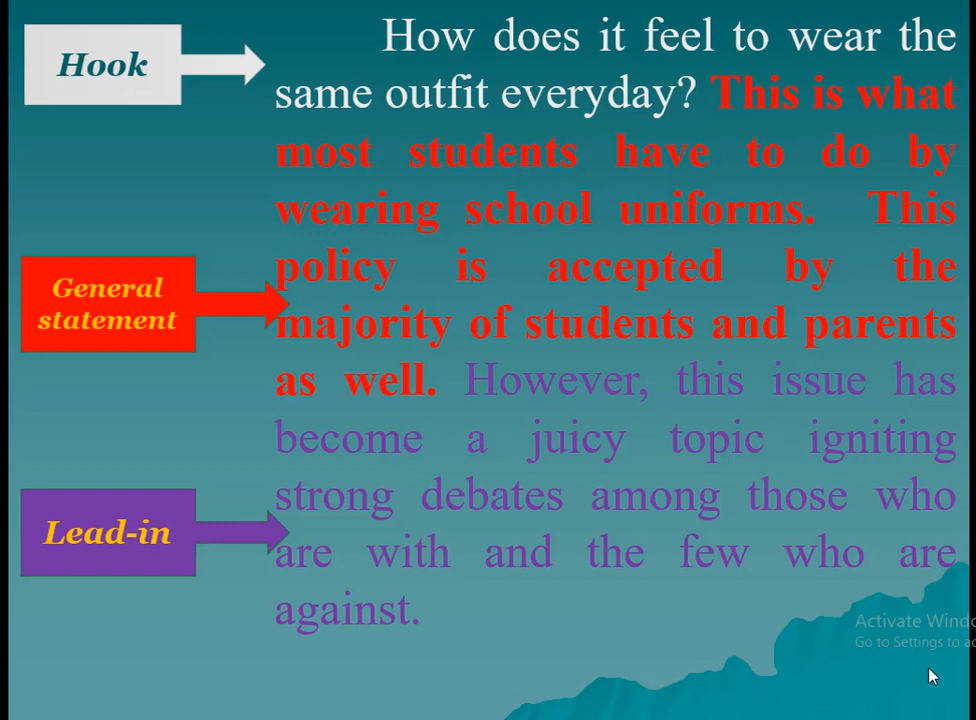 Hook
How does it feel to wear the
same outfit everyday? This is what
most students have to do by
wearing school uniforms. This
General
statement
policy is accepted by the
majority of students and parents
as well. However, this issue has
become a juicy topic igniting
Lead-in
strong debates among those who
are with and the few who are
against.
Activate Windo
Go to Settings to ac